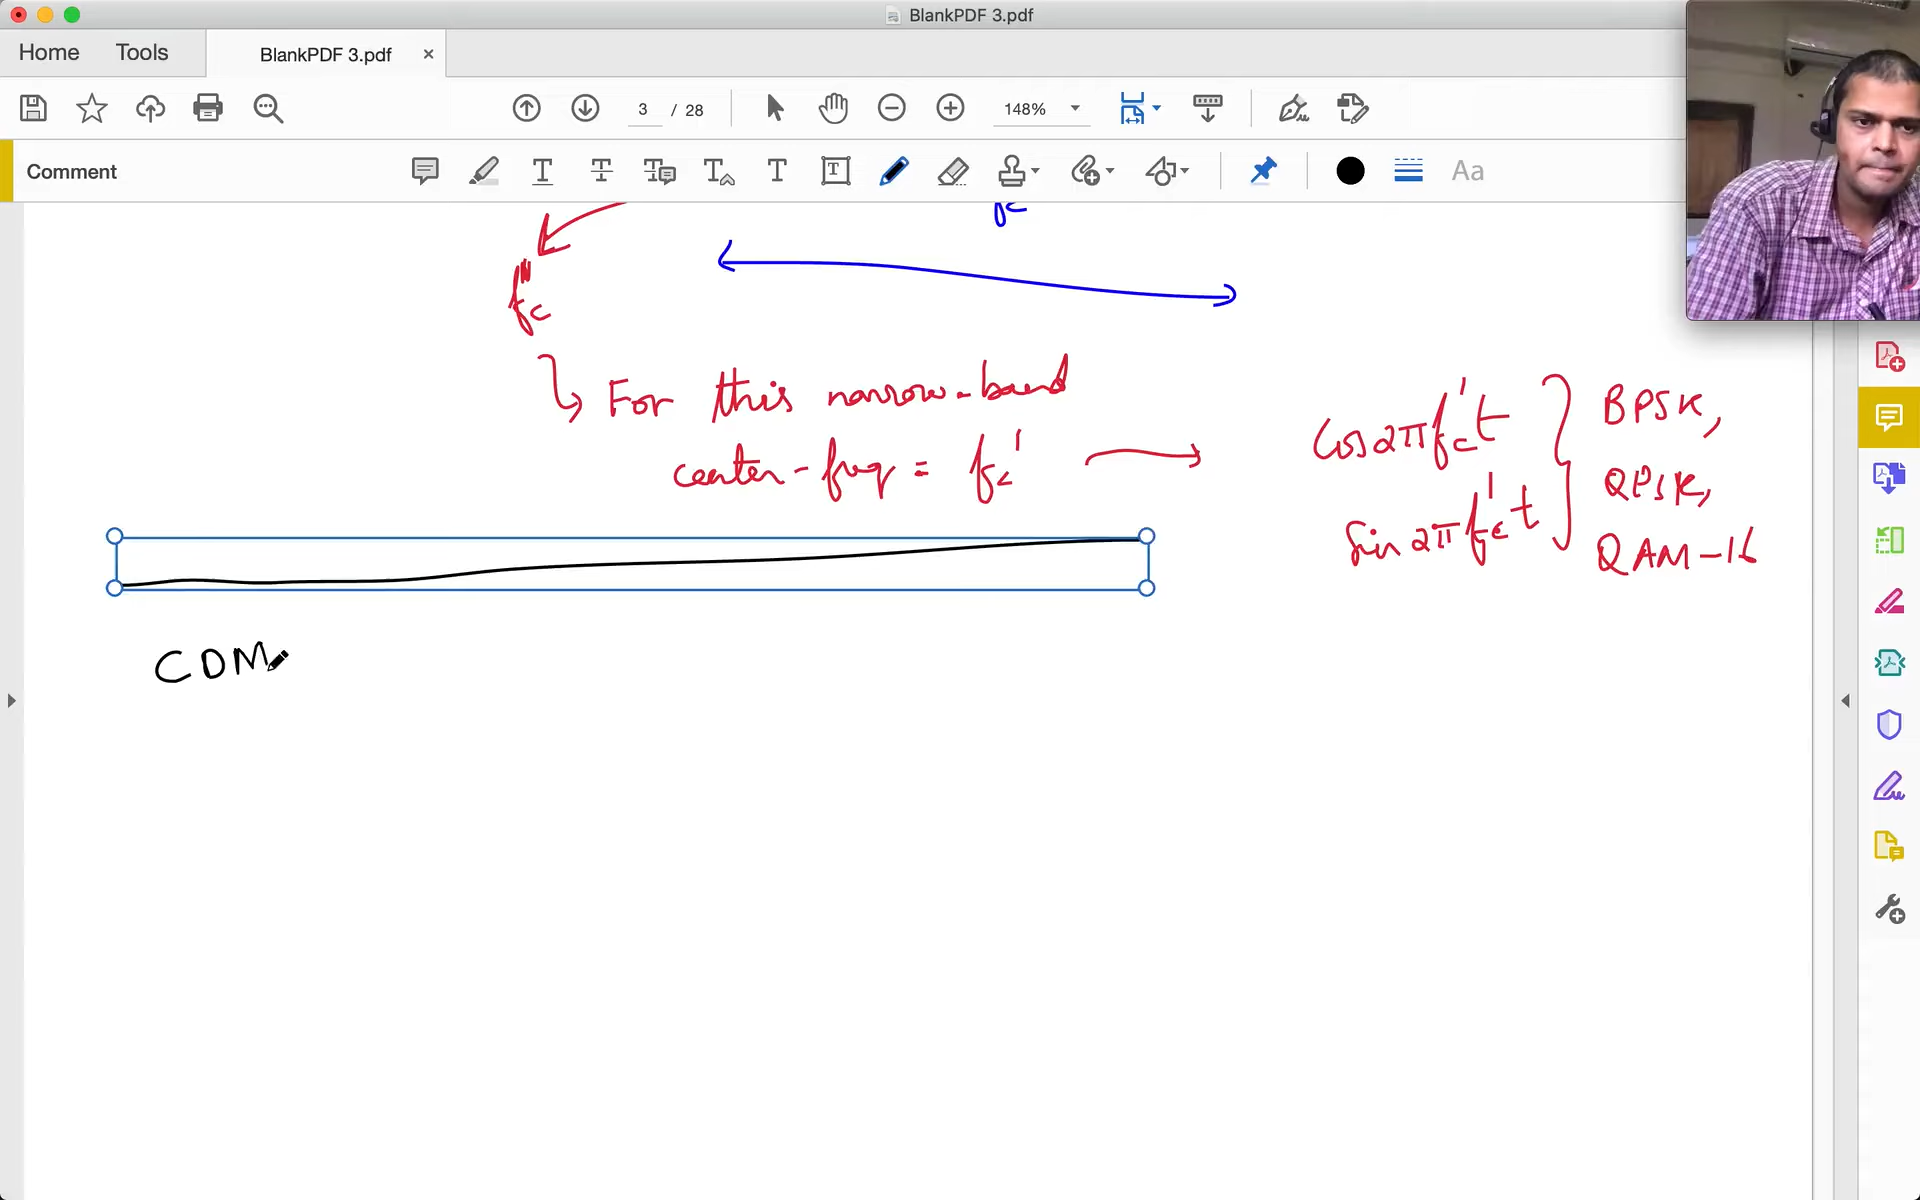 BlankPDF 3.pdf
Home Tools BlankPDF 3.pdf ×
3 / 28 148%
Comment T T T T T T Aa
fc
fc
For this narrow-band
center-freq = fc'
cos 2πfc't
sin 2πfc't
BPSK,
QPSK,
QAM-16
CDM